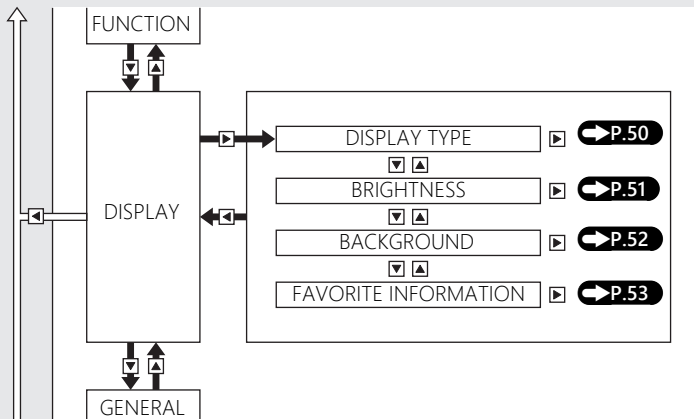 FUNCTION
DISPLAY
DISPLAY TYPE
P.50
BRIGHTNESS
P.51
BACKGROUND
P.52
FAVORITE INFORMATION
P.53
GENERAL